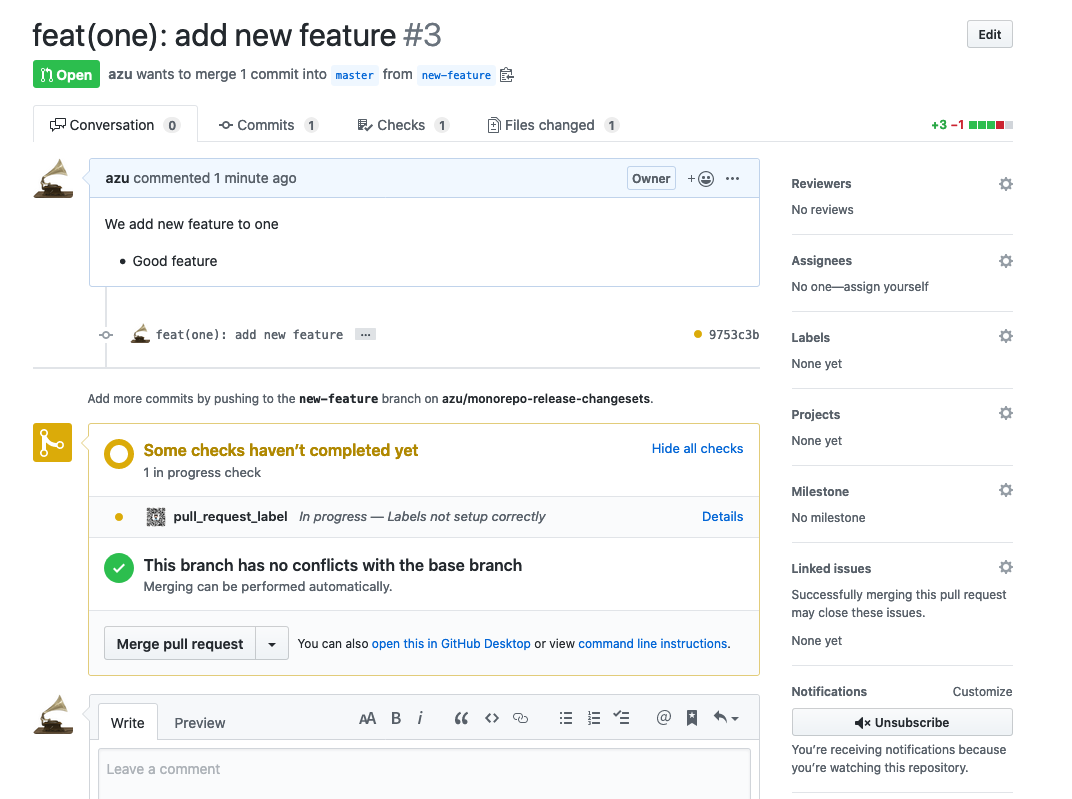 feat(one): add new feature #3
Edit
Open azu wants to merge 1 commit into master from new-feature
Conversation 0 Commits 1 Checks 1 Files changed 1 +3 −1
azu commented 1 minute ago Owner + ...
We add new feature to one
• Good feature
feat(one): add new feature ... 9753c3b
Add more commits by pushing to the new-feature branch on azu/monorepo-release-changesets.
Some checks haven’t completed yet Hide all checks
1 in progress check
pull_request_label In progress — Labels not setup correctly Details
This branch has no conflicts with the base branch
Merging can be performed automatically.
Merge pull request You can also open this in GitHub Desktop or view command line instructions.
Write Preview AA B i “ <> @
Leave a comment
Reviewers
No reviews
Assignees
No one—assign yourself
Labels
None yet
Projects
None yet
Milestone
No milestone
Linked issues
Successfully merging this pull request
may close these issues.
None yet
Notifications Customize
Unsubscribe
You’re receiving notifications because
you’re watching this repository.